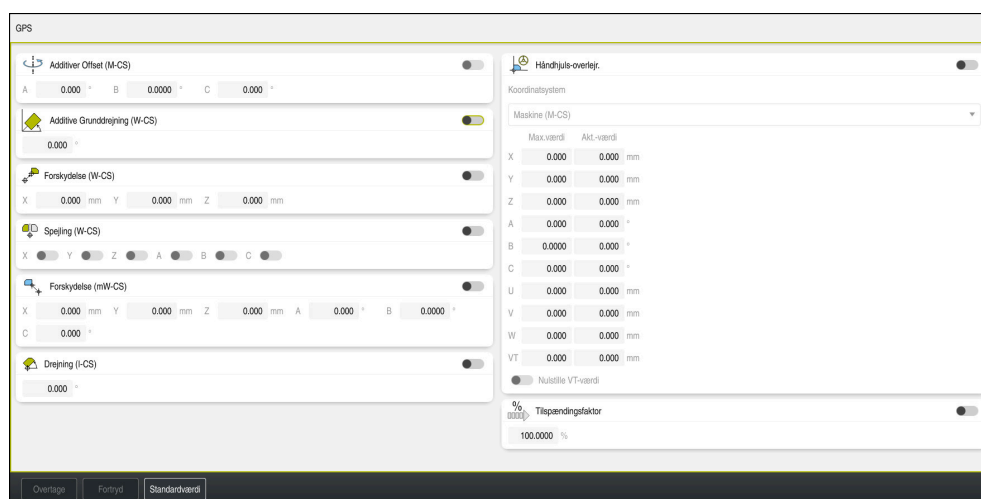 GPS
Additiver Offset (M-CS)
A 0.000 ° B 0.0000 ° C 0.000 °
Additive Grunddrejning (W-CS)
0.000 °
Forskydelse (W-CS)
X 0.000 mm Y 0.000 mm Z 0.000 mm
Spejling (W-CS)
X Y Z A B C
Forskydelse (mW-CS)
X 0.000 mm Y 0.000 mm Z 0.000 mm A 0.000 ° B 0.0000 °
C 0.000 °
Drejning (I-CS)
0.000 °
Håndhjuls-overlejr.
Koordinatsystem
Maskine (M-CS)
Max.værdi Akt.-værdi
X 0.000 0.000 mm
Y 0.000 0.000 mm
Z 0.000 0.000 mm
A 0.000 0.000 °
B 0.0000 0.000 °
C 0.000 0.000 °
U 0.000 0.000 mm
V 0.000 0.000 mm
W 0.000 0.000 mm
VT 0.000 0.000 mm
Nulstille VT-værdi
%
Tilspændingsfaktor
100.0000 %
Overtage Fortryd Standardværdi